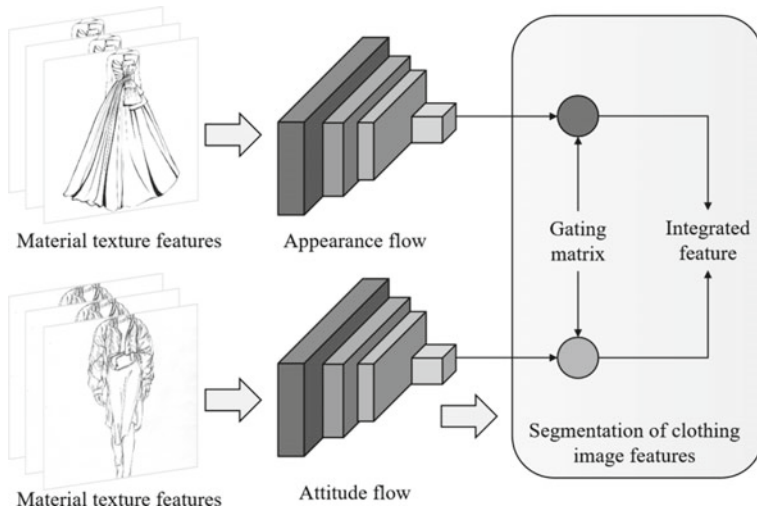 Material texture features
Appearance flow
Gating
matrix
Integrated
feature
Material texture features
Attitude flow
Segmentation of clothing
image features